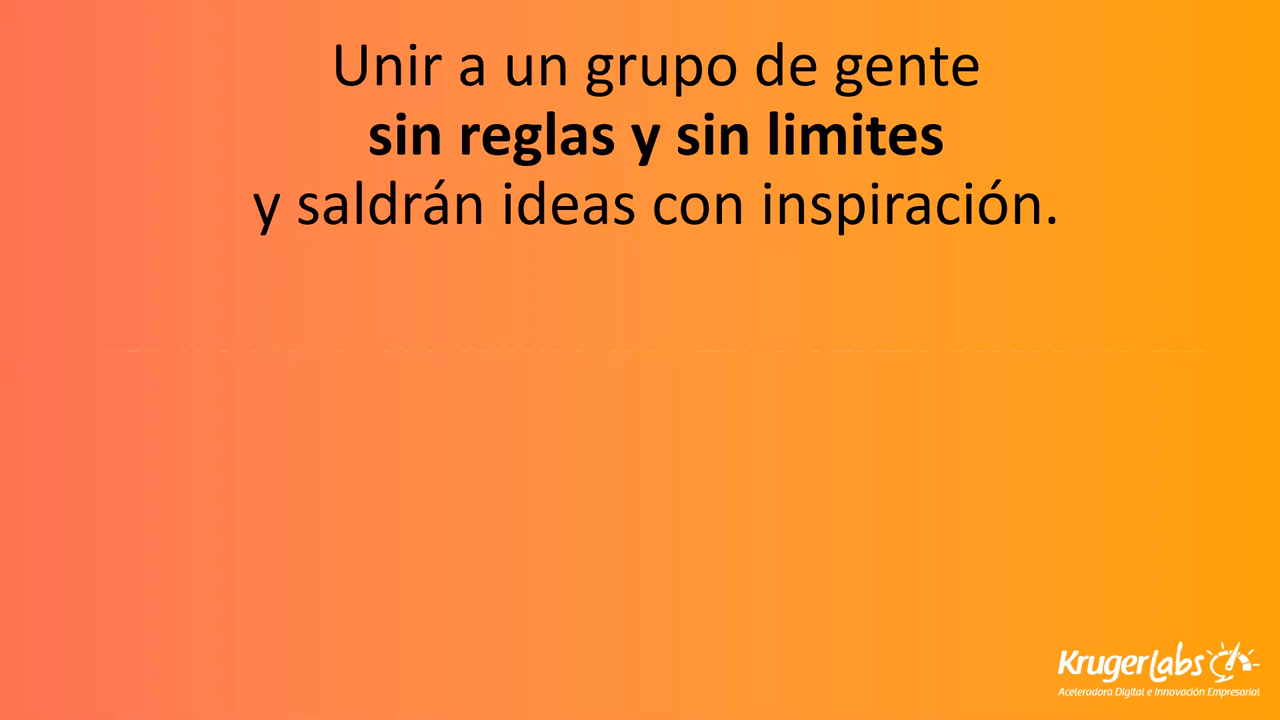 Unir a un grupo de gente
sin reglas y sin limites
y saldrán ideas con inspiración.
KrugerLabs
Aceleradora Digital e Innovación Empresarial